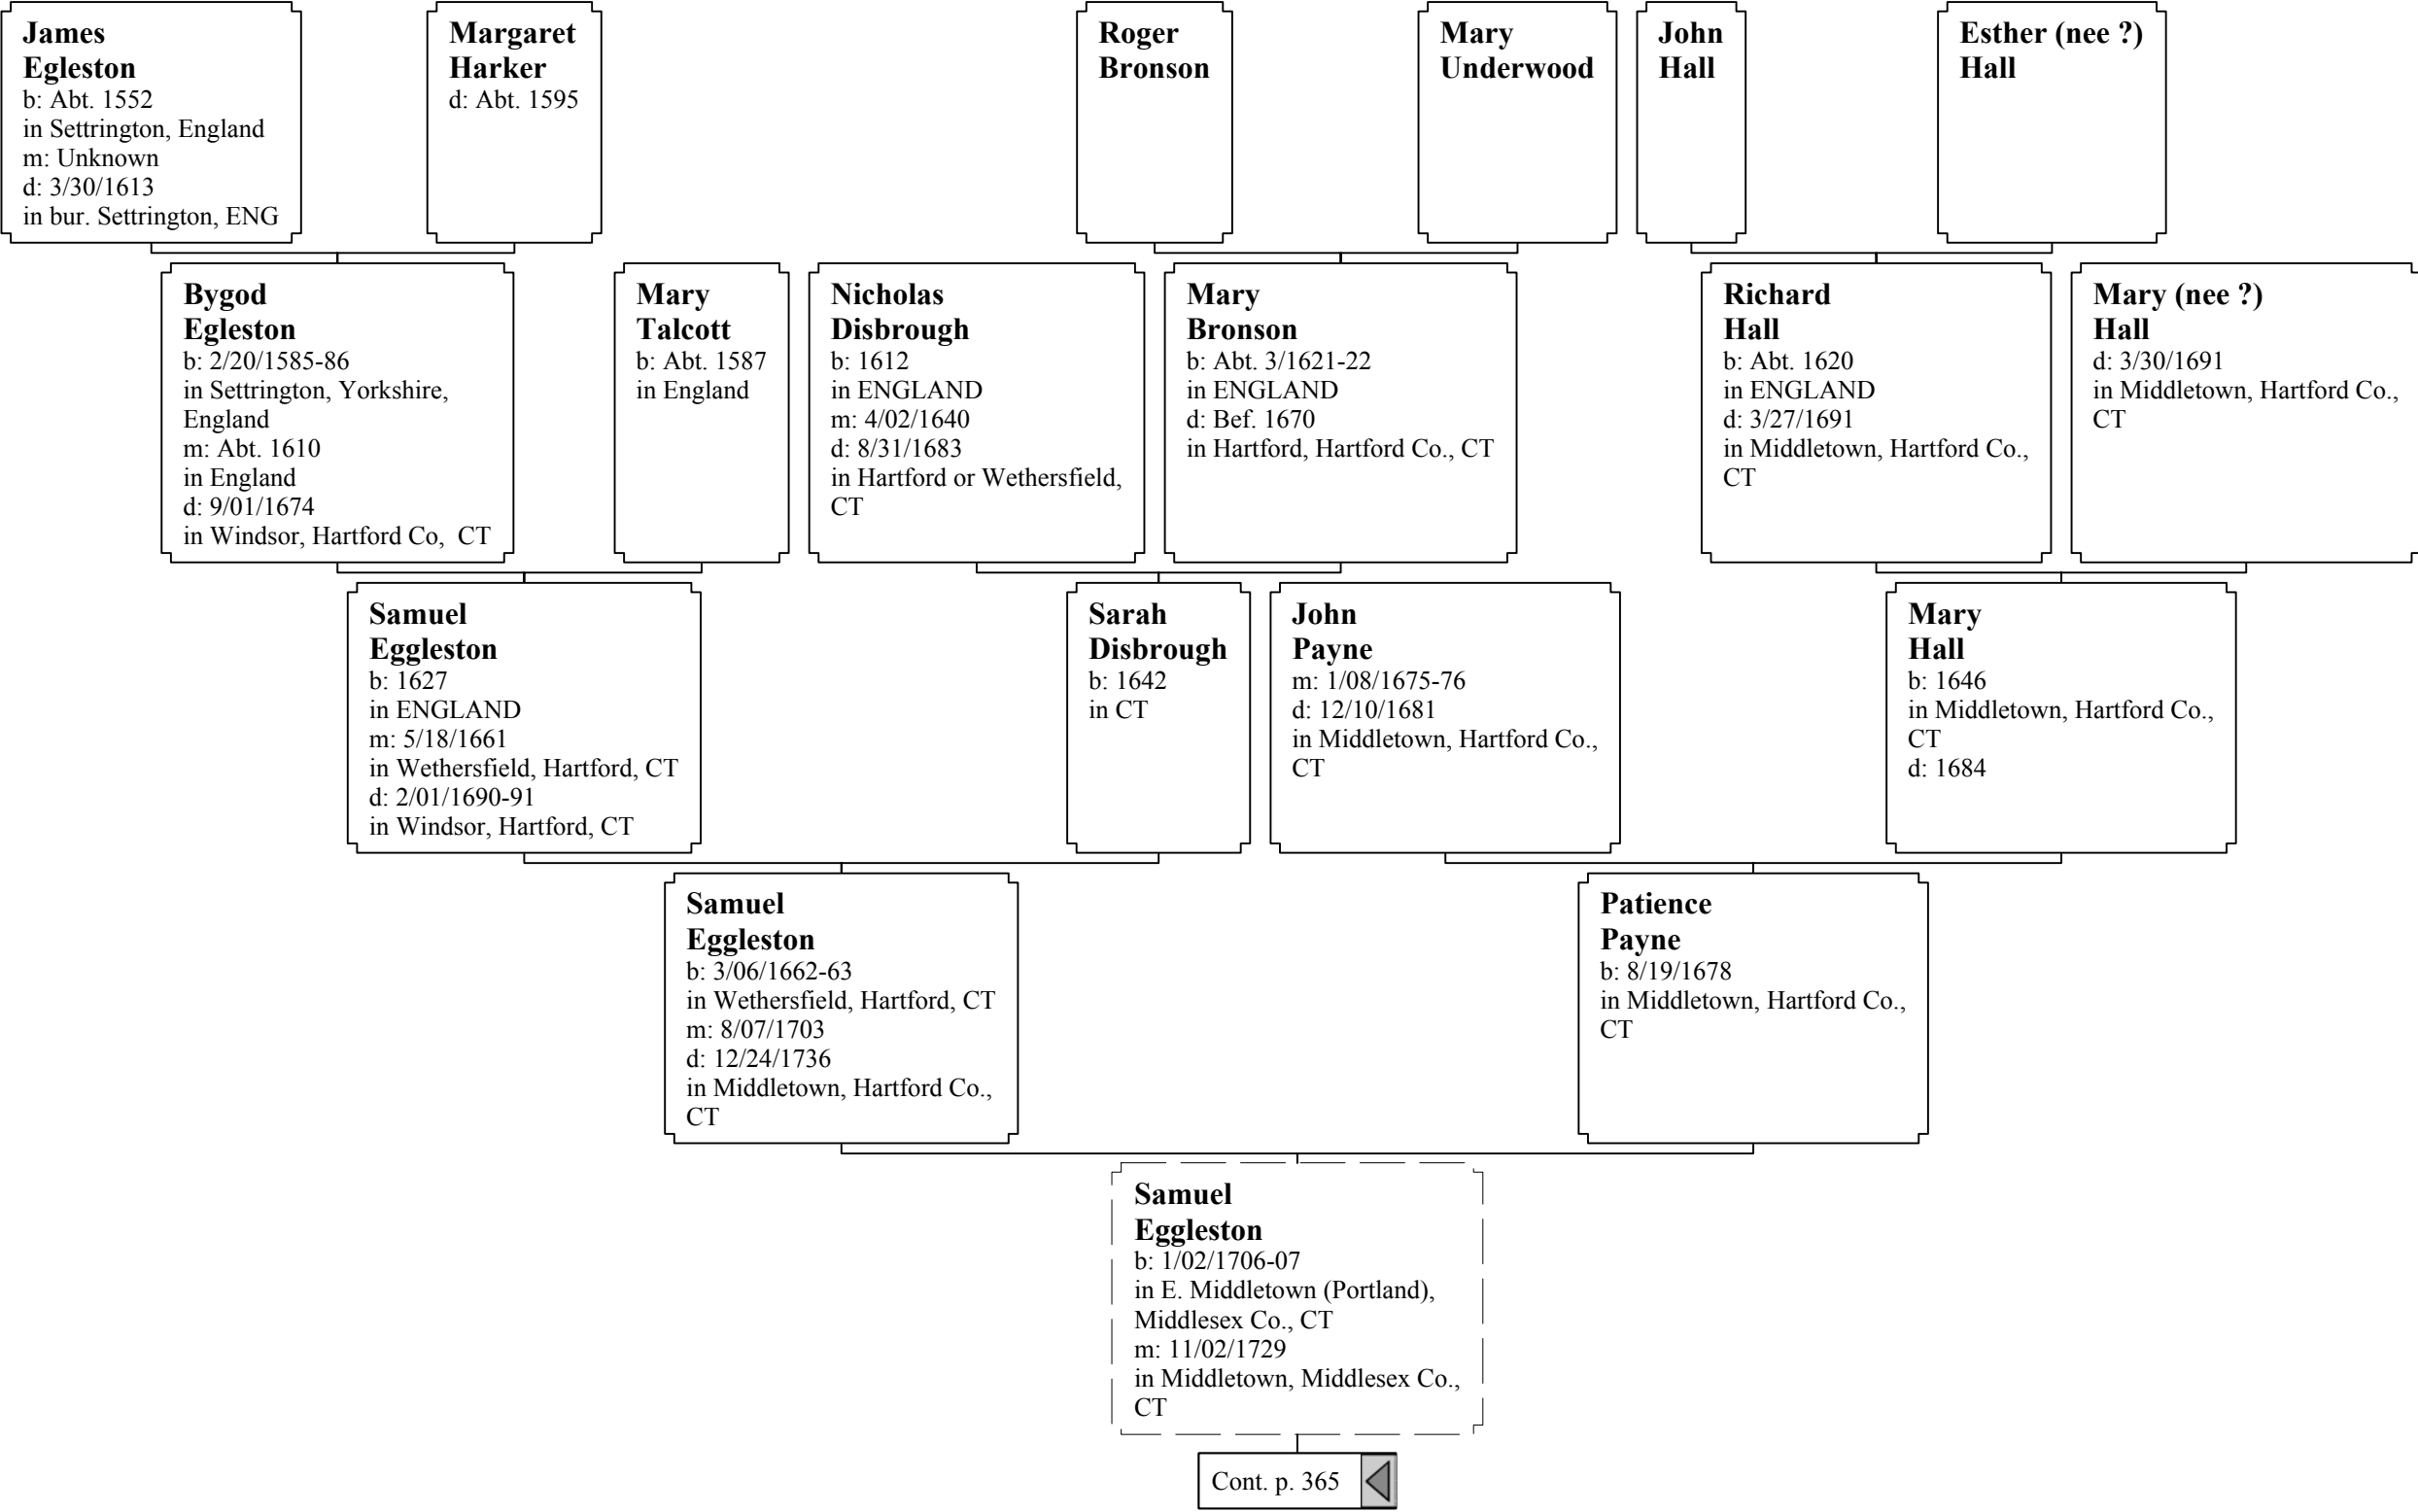 James
Egleston
b: Abt. 1552
in Settrington, England
m: Unknown
d: 3/30/1613
in bur. Settrington, ENG
Margaret
Harker
d: Abt. 1595
Roger
Bronson
Mary
Underwood
John
Hall
Esther (nee ?)
Hall
Bygod
Egleston
b: 2/20/1585-86
in Settrington, Yorkshire,
England
m: Abt. 1610
in England
d: 9/01/1674
in Windsor, Hartford Co,  CT
Mary
Talcott
b: Abt. 1587
in England
Nicholas
Disbrough
b: 1612
in ENGLAND
m: 4/02/1640
d: 8/31/1683
in Hartford or Wethersfield,
CT
Mary
Bronson
b: Abt. 3/1621-22
in ENGLAND
d: Bef. 1670
in Hartford, Hartford Co., CT
Richard
Hall
b: Abt. 1620
in ENGLAND
d: 3/27/1691
in Middletown, Hartford Co.,
CT
Mary (nee ?)
Hall
d: 3/30/1691
in Middletown, Hartford Co.,
CT
Samuel
Eggleston
b: 1627
in ENGLAND
m: 5/18/1661
in Wethersfield, Hartford, CT
d: 2/01/1690-91
in Windsor, Hartford, CT
Sarah
Disbrough
b: 1642
in CT
John
Payne
m: 1/08/1675-76
d: 12/10/1681
in Middletown, Hartford Co.,
CT
Mary
Hall
b: 1646
in Middletown, Hartford Co.,
CT
d: 1684
Samuel
Eggleston
b: 3/06/1662-63
in Wethersfield, Hartford, CT
m: 8/07/1703
d: 12/24/1736
in Middletown, Hartford Co.,
CT
Patience
Payne
b: 8/19/1678
in Middletown, Hartford Co.,
CT
Samuel
Eggleston
b: 1/02/1706-07
in E. Middletown (Portland),
Middlesex Co., CT
m: 11/02/1729
in Middletown, Middlesex Co.,
CT
Cont. p. 365